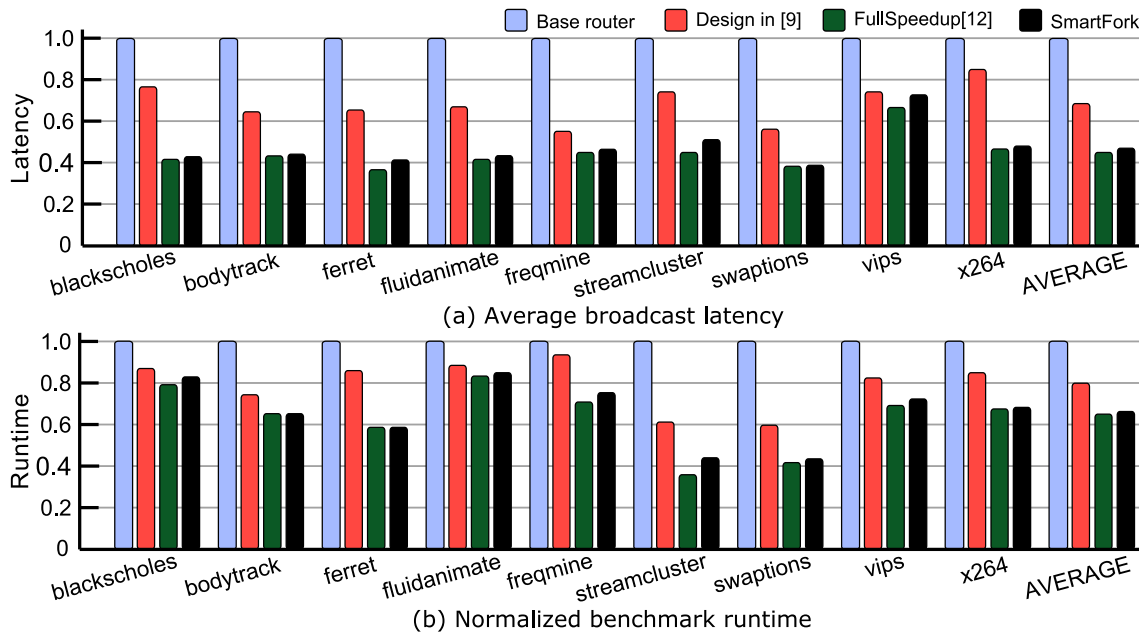 Base router Design in [9] FullSpeedup[12] SmartFork
1.0
0.8
0.6
0.4
0.2
0
Latency
blackscholes bodytrack ferret fluidanimate freqmine streamcluster swaptions vips x264 AVERAGE
(a) Average broadcast latency
1.0
0.8
0.6
0.4
0.2
0
Runtime
blackscholes bodytrack ferret fluidanimate freqmine streamcluster swaptions vips x264 AVERAGE
(b) Normalized benchmark runtime